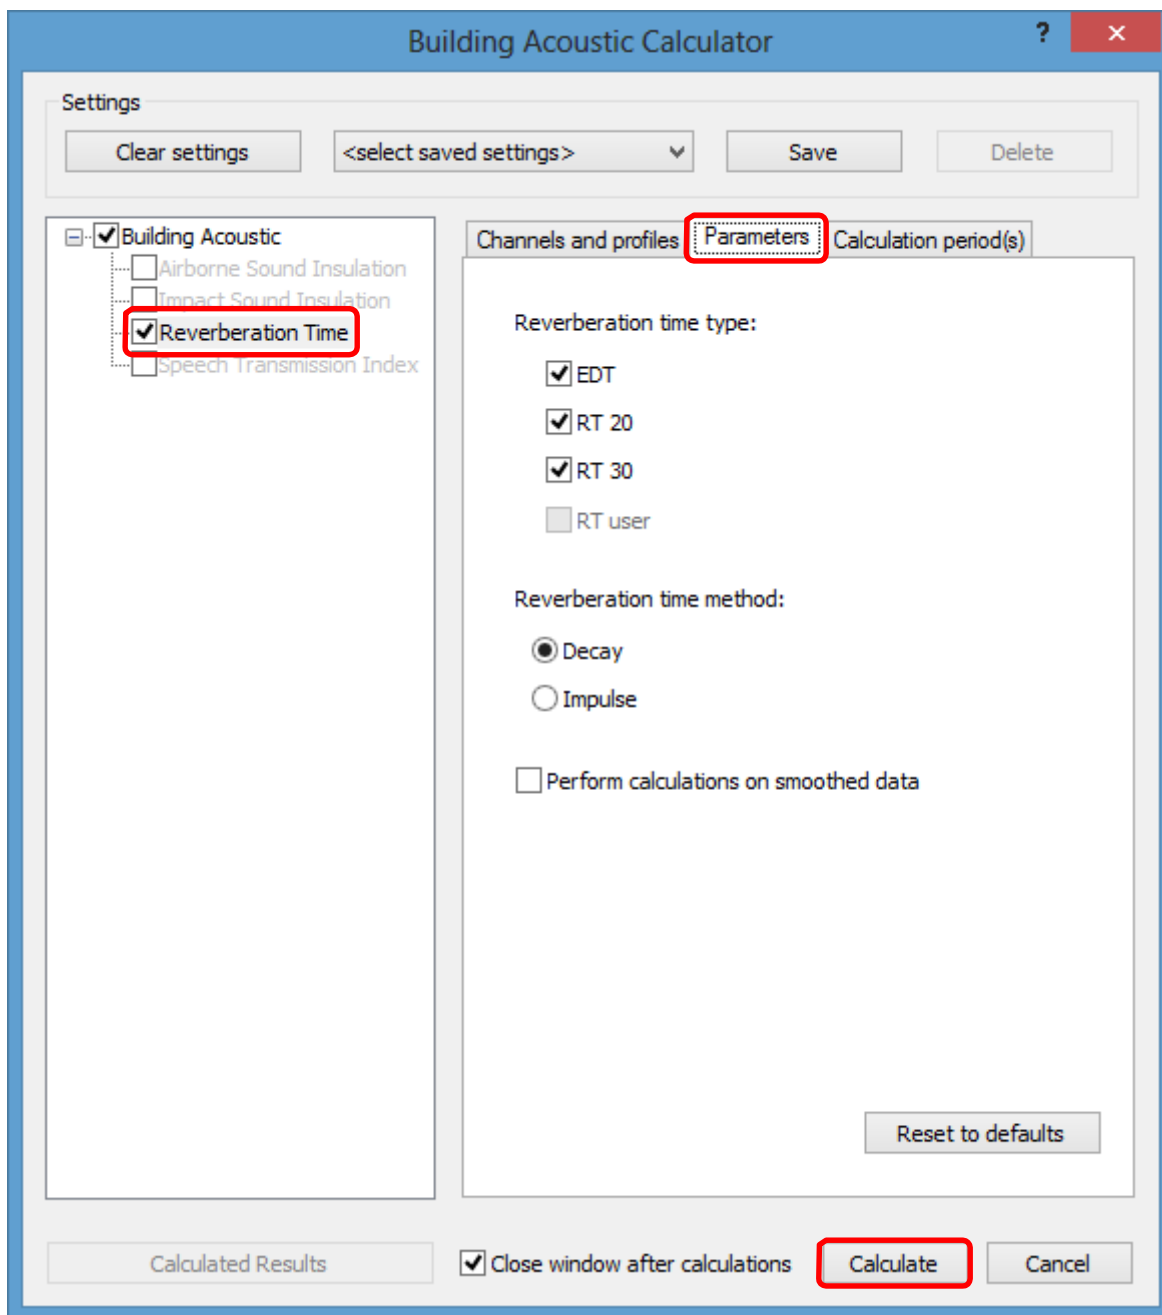 Building Acoustic Calculator
?
Settings
Clear settings
<select saved settings>
Save
Delete
Building Acoustic
Airborne Sound Insulation
Impact Sound Insulation
Reverberation Time
Speech Transmission Index
Channels and profiles
Parameters
Calculation period(s)
Reverberation time type:
EDT
RT 20
RT 30
RT user
Reverberation time method:
Decay
Impulse
Perform calculations on smoothed data
Reset to defaults
Calculated Results
Close window after calculations
Calculate
Cancel